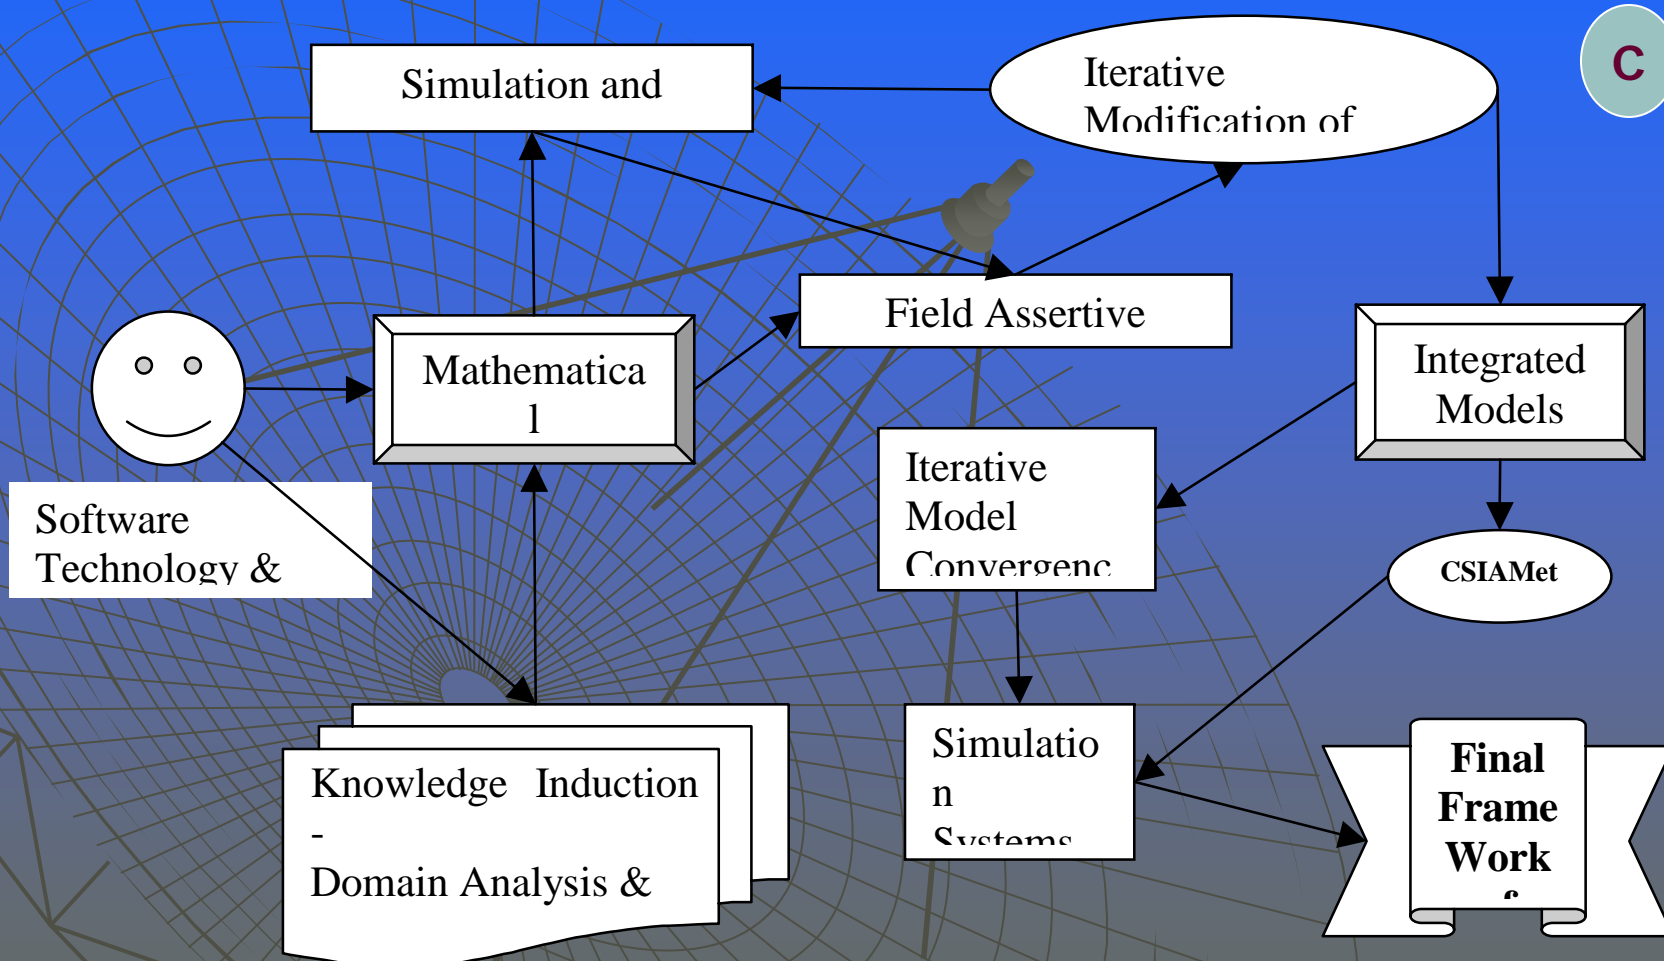 Simulation and
Iterative
Modification of
C
Field Assertive
Mathematica
l
Integrated
Models
Software
Technology &
Iterative
Model
Convergenc
CSIAMet
Knowledge Induction
-
Domain Analysis &
Simulatio
n
Systems
Final
Frame
Work